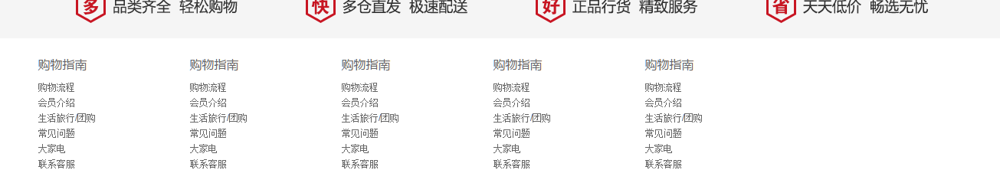 多 品类齐全 轻松购物 快 多仓直发 极速配送 好 正品行货 精致服务 省 天天低价 畅选无忧
购物指南 购物指南 购物指南 购物指南 购物指南
购物流程 购物流程 购物流程 购物流程 购物流程
会员介绍 会员介绍 会员介绍 会员介绍 会员介绍
生活旅行/团购 生活旅行/团购 生活旅行/团购 生活旅行/团购 生活旅行/团购
常见问题 常见问题 常见问题 常见问题 常见问题
大家电 大家电 大家电 大家电 大家电
联系客服 联系客服 联系客服 联系客服 联系客服